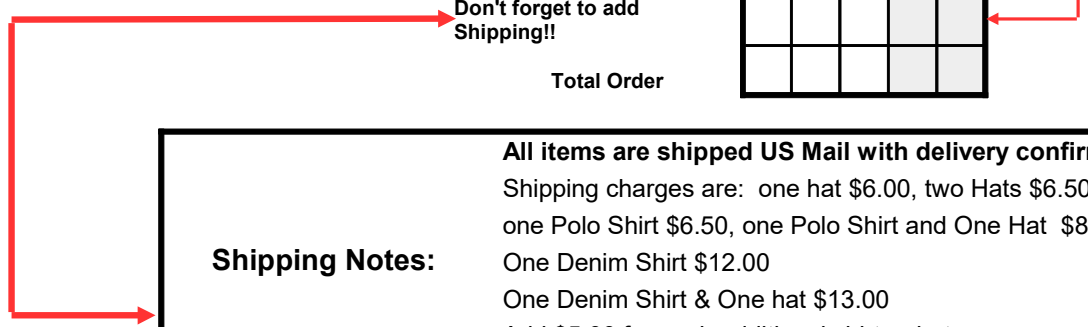 Don't forget to add
Shipping!!
Total Order
All items are shipped US Mail with delivery
Shipping charges are: one hat $6.00, two Hats $6.50
one Polo Shirt $6.50, one Polo Shirt and One Hat $8
Shipping Notes:
One Denim Shirt $12.00
One Denim Shirt & One hat $13.00